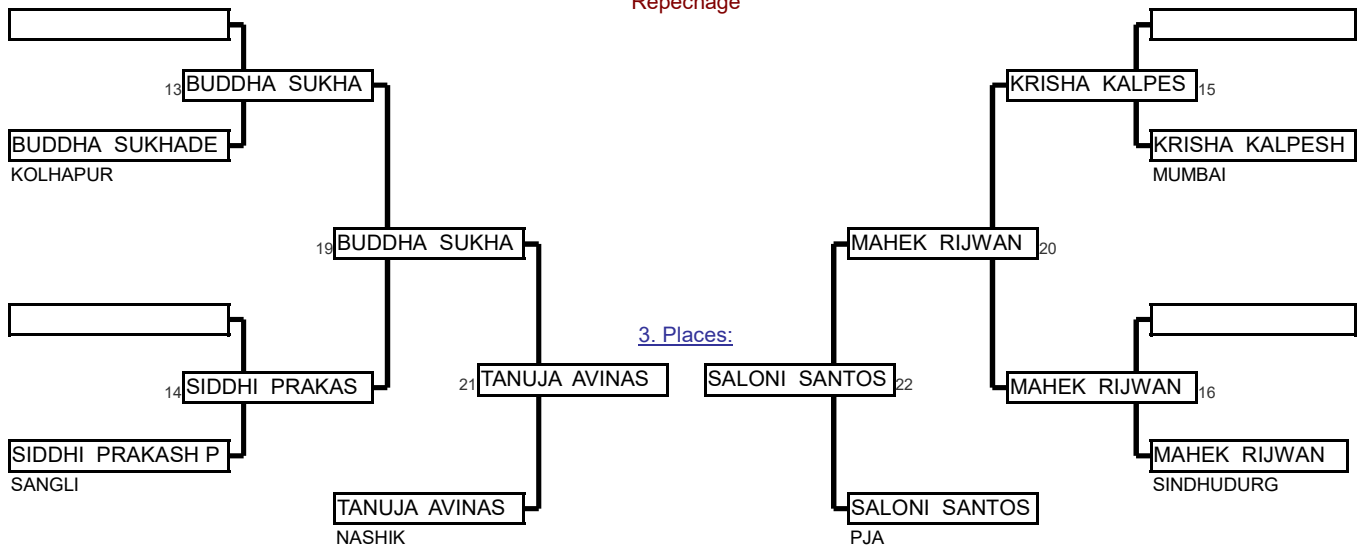 Repechage
13 BUDDHA SUKHA
KRISHA KALPES 15
BUDDHA SUKHADE
KRISHA KALPESH
KOLHAPUR
MUMBAI
19 BUDDHA SUKHA
MAHEK RIJWAN 20
3. Places:
14 SIDDHI PRAKAS
21 TANUJA AVINAS
SALONI SANTOS 22
MAHEK RIJWAN 16
SIDDHI PRAKASH P
MAHEK RIJWAN
SANGLI
SINDHUDURG
TANUJA AVINAS
SALONI SANTOS
NASHIK
PJA